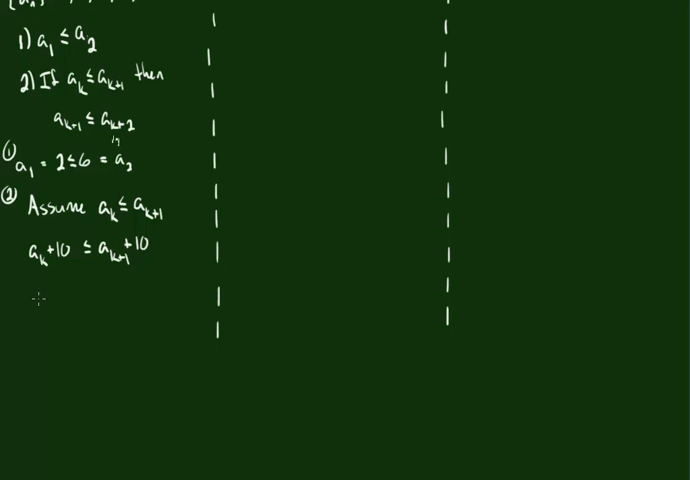 1) a₁ ≤ a₂
2) If aₖ ≤ aₖ₊₁ then
aₖ₊₁ ≤ aₖ₊₂
① a₁ = 2 ≤ 6 = a₂
② Assume aₖ ≤ aₖ₊₁
aₖ + 10 ≤ aₖ₊₁ + 10